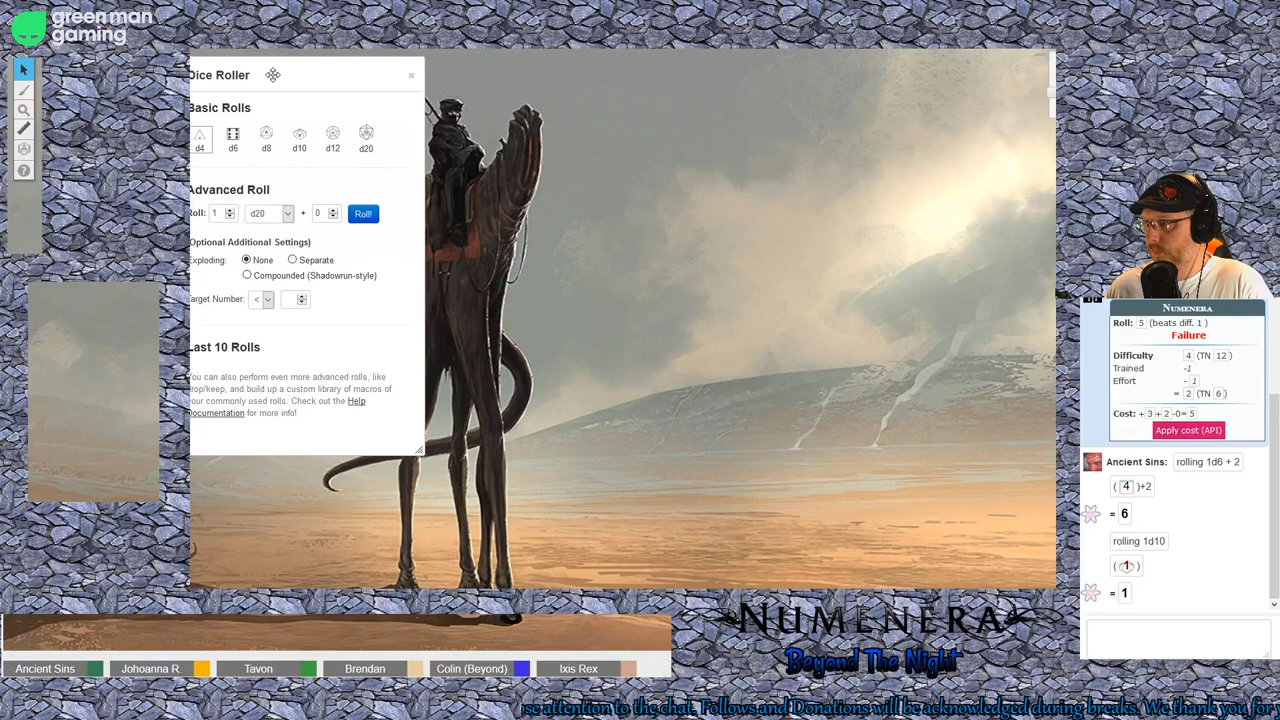 green man
gaming
Dice Roller
Basic Rolls
d4 d6 d8 d10 d12 d20
Advanced Roll
Roll: 1 d20 + 0 Roll!
Optional Additional Settings)
Exploding: None Separate
Compounded (Shadowrun-style)
Target Number: <
Last 10 Rolls
You can also perform even more advanced rolls, like
drop/keep, and build up a custom library of macros of
your commonly used rolls. Check out the Help
Documentation for more info!
NUMENERA
Roll: 5 (beats diff. 1 )
Failure
Difficulty 4 (TN 12 )
Trained -1
Effort - 1
= 2 (TN 6 )
Cost: + 3 + 2 -0= 5
Apply cost (API)
Ancient Sins: rolling 1d6 + 2
( 4 )+2
= 6
rolling 1d10
( 1 )
= 1
NUMENERA
Beyond The Night
Ancient Sins Johoanna R. Tavon Brendan Colin (Beyond) Ixis Rex
se attention to the chat. Follows and Donations will be acknowledged during breaks. We thank you for